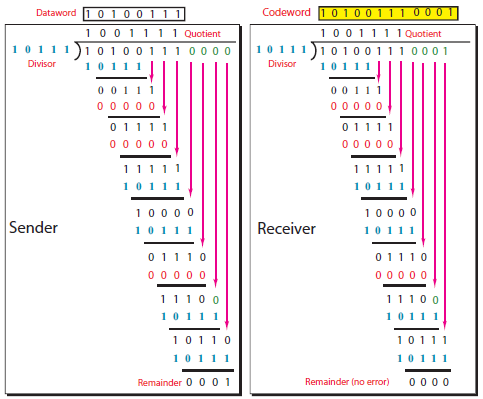 Dataword 1 0 1 0 0 1 1 1
1 0 0 1 1 1 1 Quotient
1 0 1 1 1 ) 1 0 1 0 0 1 1 1 0 0 0 0
Divisor 1 0 1 1 1
0 0 1 1 1
0 0 0 0 0
0 1 1 1 1
0 0 0 0 0
1 1 1 1 1
1 0 1 1 1
1 0 0 0 0
1 0 1 1 1
0 1 1 1 0
0 0 0 0 0
1 1 1 0 0
1 0 1 1 1
1 0 1 1 0
1 0 1 1 1
Remainder 0 0 0 1
Sender
Codeword 1 0 1 0 0 1 1 1 0 0 0 1
1 0 0 1 1 1 1 Quotient
1 0 1 1 1 ) 1 0 1 0 0 1 1 1 0 0 0 1
Divisor 1 0 1 1 1
0 0 1 1 1
0 0 0 0 0
0 1 1 1 1
0 0 0 0 0
1 1 1 1 1
1 0 1 1 1
1 0 0 0 0
1 0 1 1 1
0 1 1 1 0
0 0 0 0 0
1 1 1 0 0
1 0 1 1 1
1 0 1 1 1
1 0 1 1 1
Remainder (no error) 0 0 0 0
Receiver